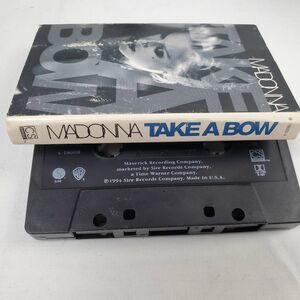 TAKE
A
BOW
MADONNA
MADONNA TAKE A BOW
Maverick Recording Company,
marketed by Sire Records Company,
a Time Warner Company.
©1994 Sire Records Company. Made in U.S.A.